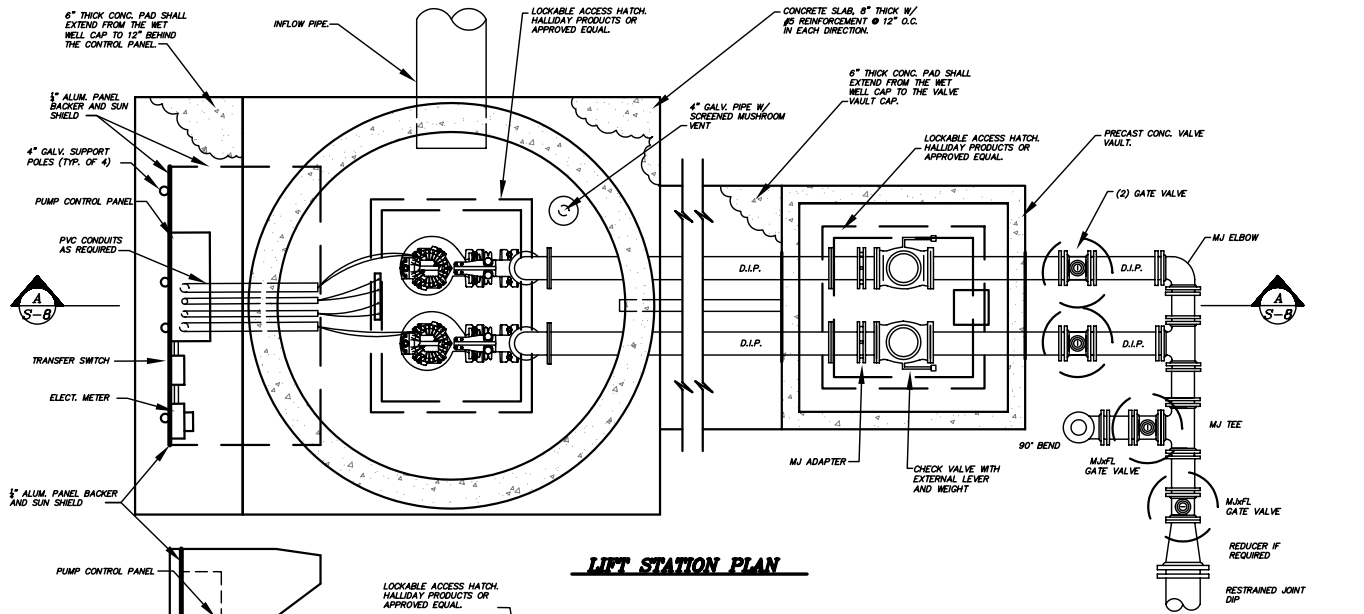 6" THICK CONC. PAD SHALL
EXTEND FROM THE WET
WELL CAP TO 12" BEHIND
THE CONTROL PANEL.
INFLOW PIPE.
LOCKABLE ACCESS HATCH.
HALLIDAY PRODUCTS OR
APPROVED EQUAL.
CONCRETE SLAB, 8" THICK W/
#5 REINFORCEMENT @ 12" O.C.
IN EACH DIRECTION.
6" THICK CONC. PAD SHALL
EXTEND FROM THE WET
WELL CAP TO THE VALVE
VAULT CAP.
ALUM. PANEL
BACKER AND SUN
SHIELD
4" GALV. PIPE W/
SCREENED MUSHROOM
VENT
LOCKABLE ACCESS HATCH.
HALLIDAY PRODUCTS OR
APPROVED EQUAL.
PRECAST CONC. VALVE
VAULT.
4" GALV. SUPPORT
POLES (TYP. OF 4)
(2) GATE VALVE
PUMP CONTROL PANEL
PVC CONDUITS
AS REQUIRED
MJ ELBOW
D.I.P.
D.I.P.
A
S-8
A
S-8
D.I.P.
D.I.P.
TRANSFER SWITCH
ELECT. METER
MJ TEE
90° BEND
MJ ADAPTER
MJxFL
GATE VALVE
CHECK VALVE WITH
EXTERNAL LEVER
AND WEIGHT
ALUM. PANEL BACKER
AND SUN SHIELD
MJxFL
GATE VALVE
REDUCER IF
REQUIRED
LIFT STATION PLAN
PUMP CONTROL PANEL
LOCKABLE ACCESS HATCH.
HALLIDAY PRODUCTS OR
APPROVED EQUAL.
RESTRAINED JOINT
DIP